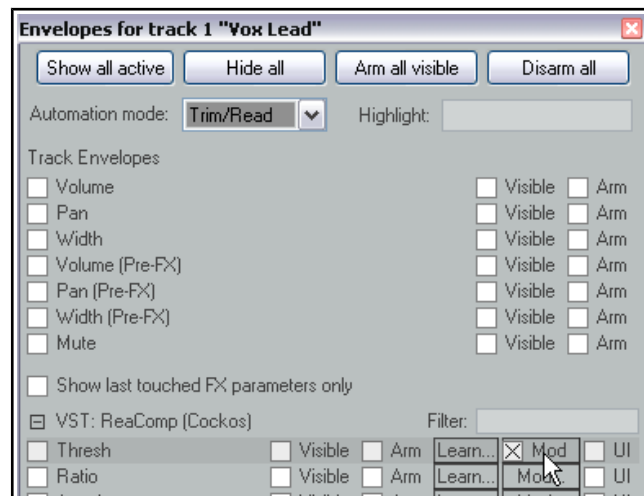 Envelopes for track 1 "Vox Lead"
Show all active Hide all Arm all visible Disarm all
Automation mode: Trim/Read Highlight:
Track Envelopes
Volume Visible Arm
Pan Visible Arm
Width Visible Arm
Volume (Pre-FX) Visible Arm
Pan (Pre-FX) Visible Arm
Width (Pre-FX) Visible Arm
Mute Visible Arm
Show last touched FX parameters only
VST: ReaComp (Cockos) Filter:
Thresh Visible Arm Learn... Mod UI
Ratio Visible Arm Learn... Mod... UI